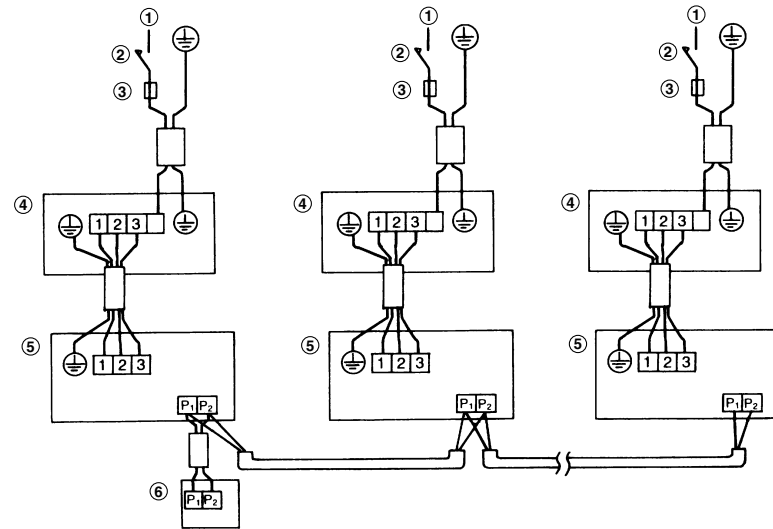 ① ① ①
② ② ②
③ ③ ③
④ ④ ④
1 2 3 1 2 3 1 2 3
⑤ ⑤ ⑤
1 2 3 1 2 3 1 2 3
P₁ P₂ P₁ P₂ P₁ P₂
⑥
P₁ P₂